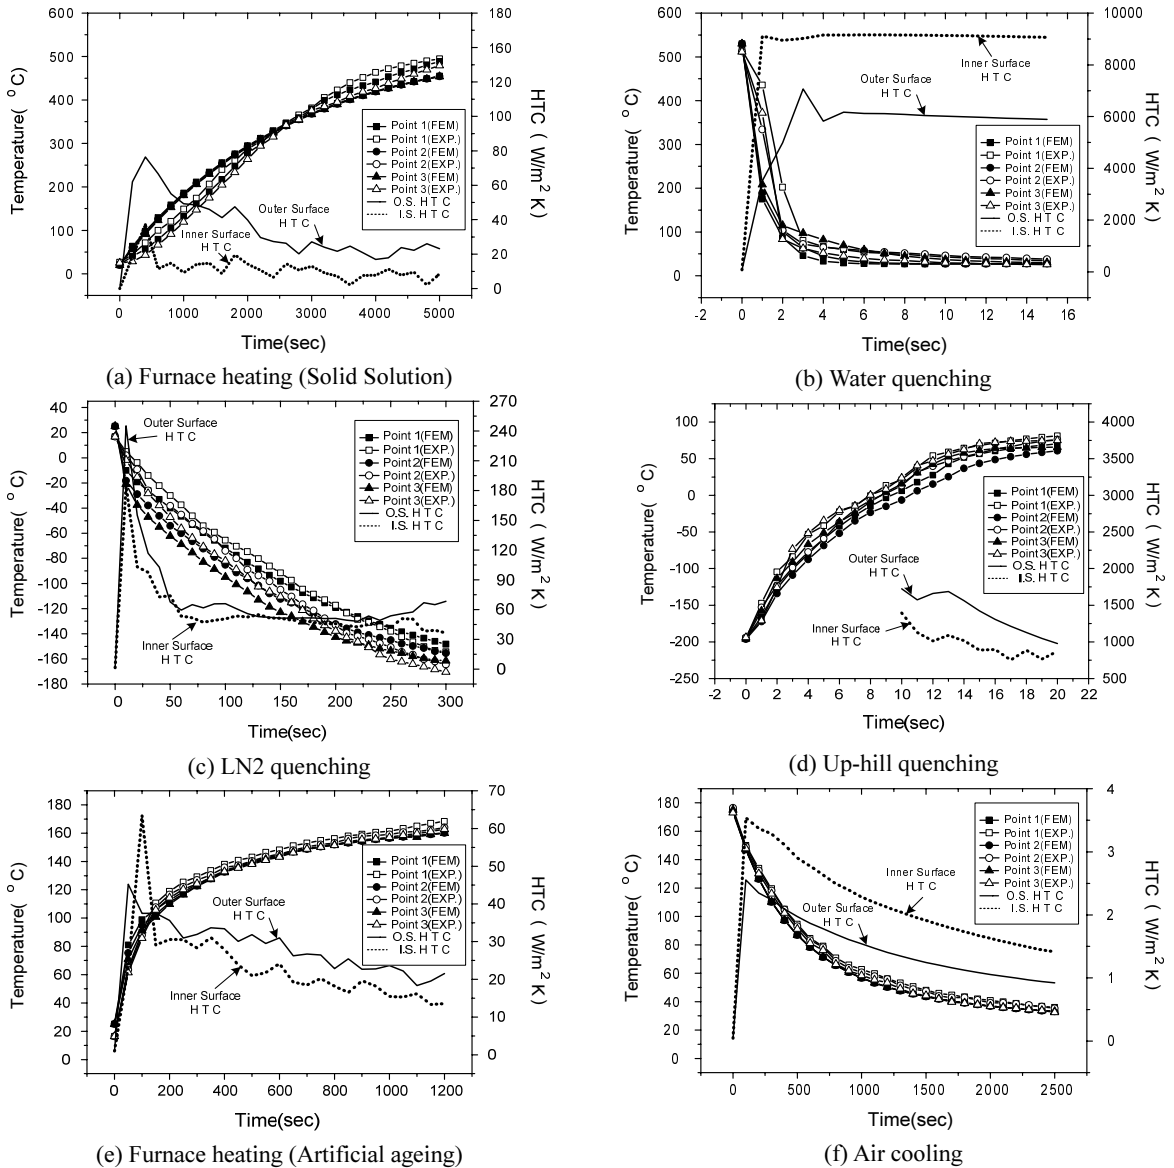 600
500
400
300
200
100
0
Temperature( °C)
180
160
140
120
100
80
60
40
20
0
HTC ( W/m² K)
Point 1(FEM)
Point 1(EXP.)
Point 2(FEM)
Point 2(EXP.)
Point 3(FEM)
Point 3(EXP.)
O.S. H T C
I.S. H T C
Outer Surface
H T C
Inner Surface
H T C
0 1000 2000 3000 4000 5000
Time(sec)
(a) Furnace heating (Solid Solution)
600
500
400
300
200
100
0
Temperature( °C)
10000
8000
6000
4000
2000
0
HTC ( W/m² K)
Inner Surface
H T C
Outer Surface
H T C
Point 1(FEM)
Point 1(EXP.)
Point 2(FEM)
Point 2(EXP.)
Point 3(FEM)
Point 3(EXP.)
O.S. H T C
I.S. H T C
-2 0 2 4 6 8 10 12 14 16
Time(sec)
(b) Water quenching
40
20
0
-20
-40
-60
-80
-100
-120
-140
-160
-180
Temperature( °C)
270
240
210
180
150
120
90
60
30
0
HTC ( W/m² K)
Outer Surface
H T C
Point 1(FEM)
Point 1(EXP.)
Point 2(FEM)
Point 2(EXP.)
Point 3(FEM)
Point 3(EXP.)
O.S. H T C
I.S. H T C
Inner Surface
H T C
0 50 100 150 200 250 300
Time(sec)
(c) LN2 quenching
100
50
0
-50
-100
-150
-200
-250
Temperature( °C)
4000
3500
3000
2500
2000
1500
1000
500
HTC ( W/m² K)
Point 1(FEM)
Point 1(EXP.)
Point 2(FEM)
Point 2(EXP.)
Point 3(FEM)
Point 3(EXP.)
O.S. H T C
I.S. H T C
Outer Surface
H T C
Inner Surface
H T C
-2 0 2 4 6 8 10 12 14 16 18 20 22
Time(sec)
(d) Up-hill quenching
180
160
140
120
100
80
60
40
20
0
Temperature( °C)
70
60
50
40
30
20
10
0
HTC ( W/m² K)
Point 1(FEM)
Point 1(EXP.)
Point 2(FEM)
Point 2(EXP.)
Point 3(FEM)
Point 3(EXP.)
O.S. H T C
I.S. H T C
Outer Surface
H T C
Inner Surface
H T C
0 200 400 600 800 1000 1200
Time(sec)
(e) Furnace heating (Artificial ageing)
180
160
140
120
100
80
60
40
20
0
Temperature( °C)
4
3
2
1
0
HTC ( W/m² K)
Point 1(FEM)
Point 1(EXP.)
Point 2(FEM)
Point 2(EXP.)
Point 3(FEM)
Point 3(EXP.)
O.S. H T C
I.S. H T C
Inner Surface
H T C
Outer Surface
H T C
0 500 1000 1500 2000 2500
Time(sec)
(f) Air cooling